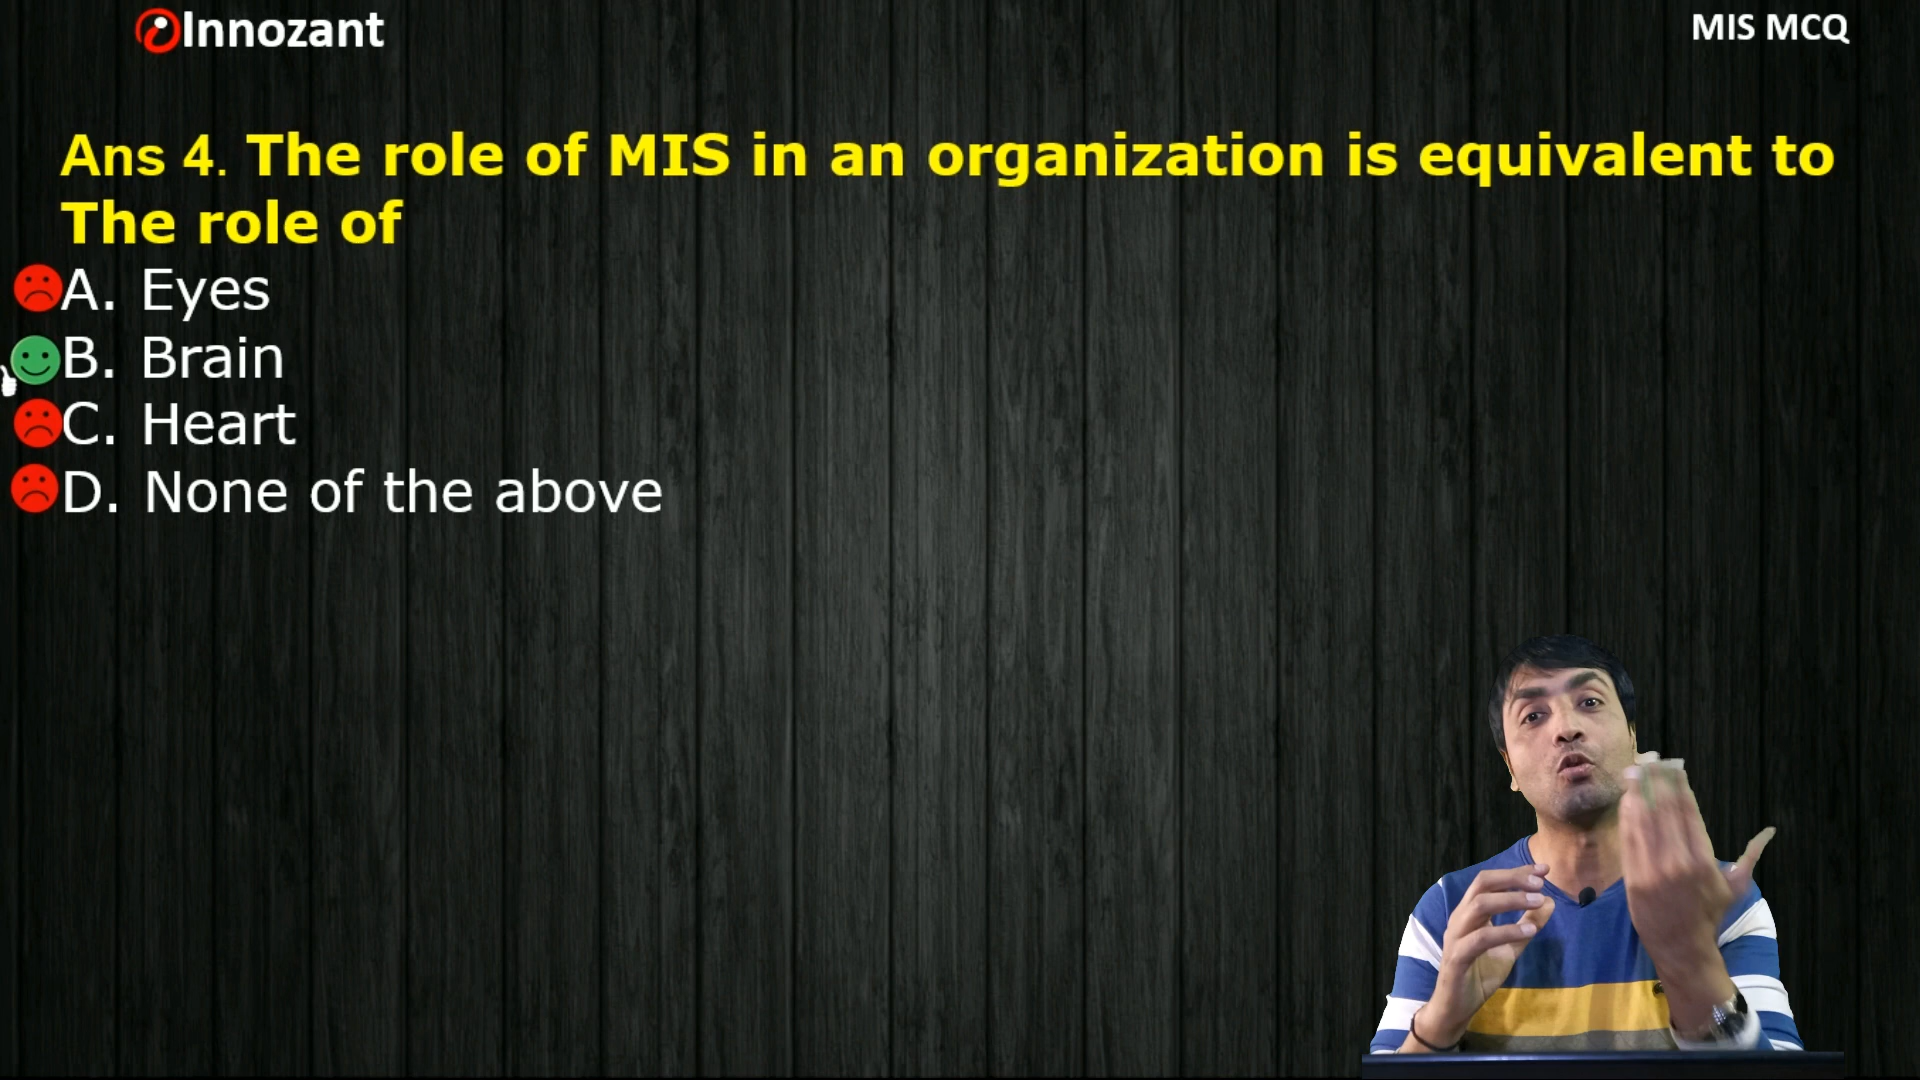 Innozant
MIS MCQ
Ans 4. The role of MIS in an organization is equivalent to
The role of
A. Eyes
B. Brain
C. Heart
D. None of the above